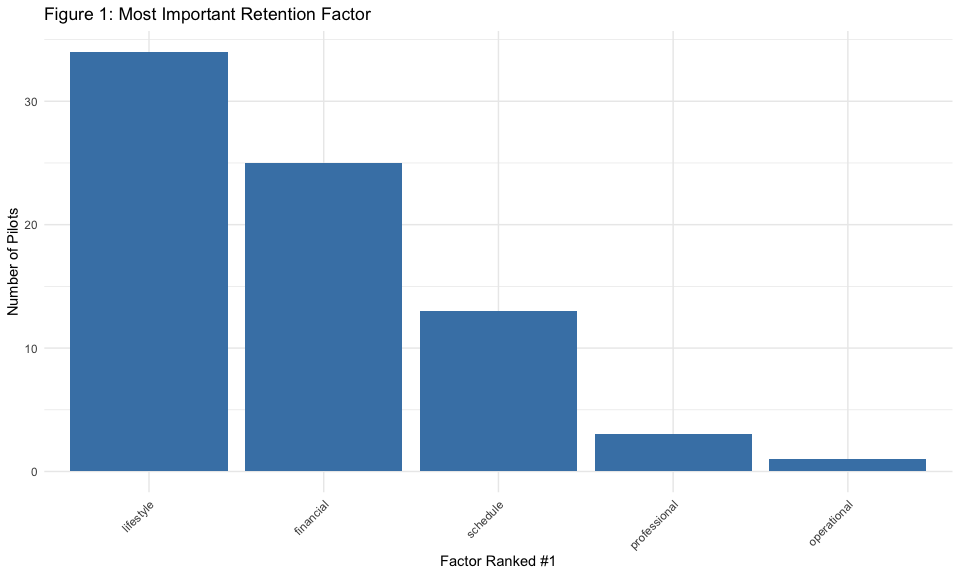 Figure 1: Most Important Retention Factor
Number of Pilots
30
20
10
0
lifestyle
financial
schedule
professional
operational
Factor Ranked #1